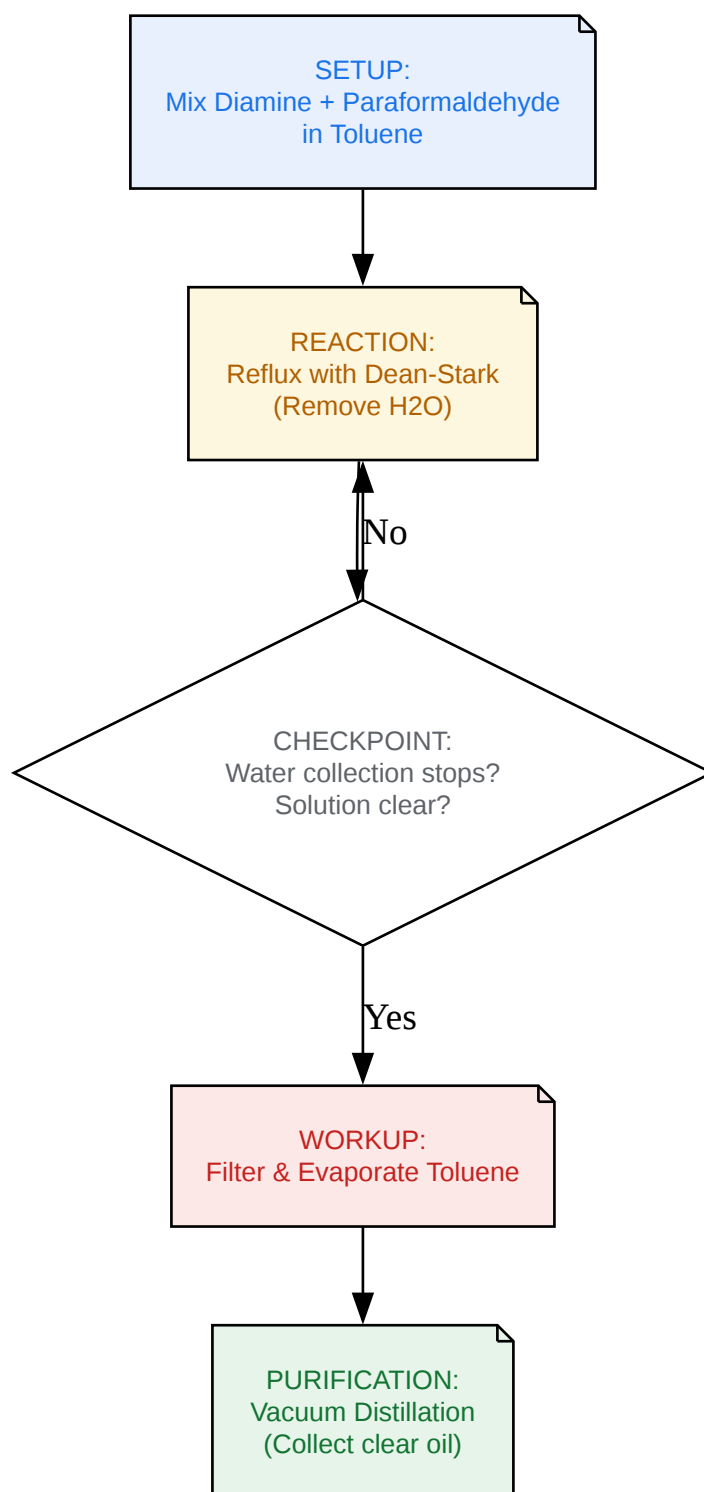 SETUP:
Mix Diamine + Paraformaldehyde
in Toluene
REACTION:
Reflux with Dean-Stark
(Remove H2O)
No
CHECKPOINT:
Water collection stops?
Solution clear?
Yes
WORKUP:
Filter & Evaporate Toluene
PURIFICATION:
Vacuum Distillation
(Collect clear oil)